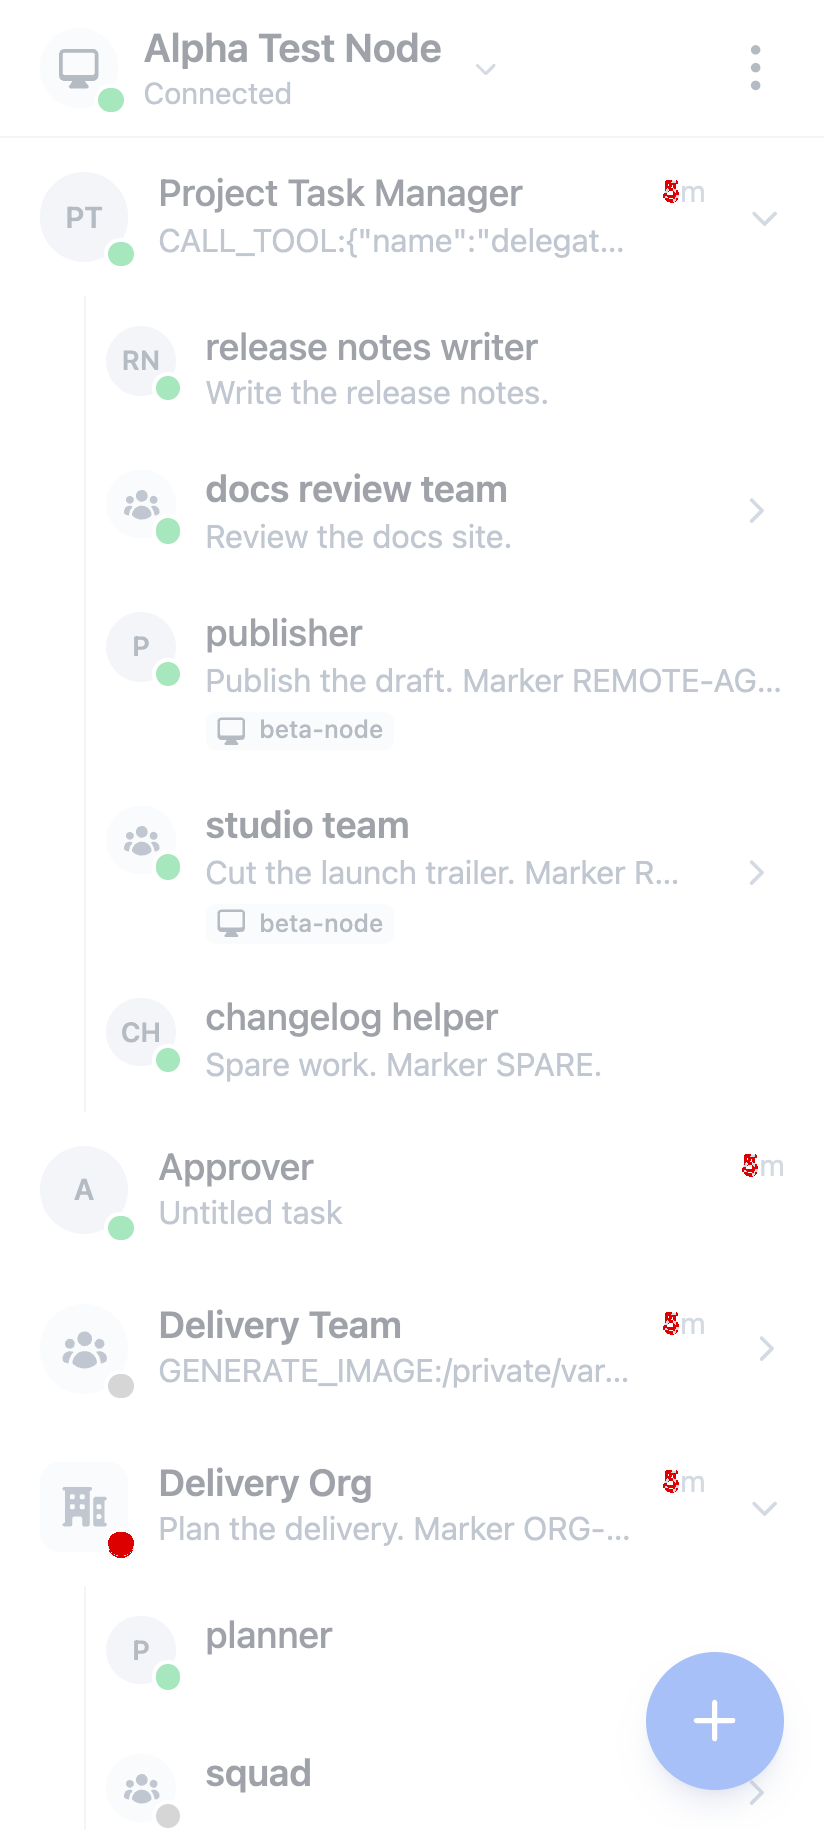 Alpha Test Node
Connected
PT
Project Task Manager
m
CALL_TOOL:{"name":"delegat...
RN
release notes writer
Write the release notes.
docs review team
Review the docs site.
P
publisher
Publish the draft. Marker REMOTE-AG...
beta-node
studio team
Cut the launch trailer. Marker R...
beta-node
CH
changelog helper
Spare work. Marker SPARE.
A
Approver
m
Untitled task
Delivery Team
m
GENERATE_IMAGE:/private/var...
Delivery Org
m
Plan the delivery. Marker ORG-...
P
planner
squad